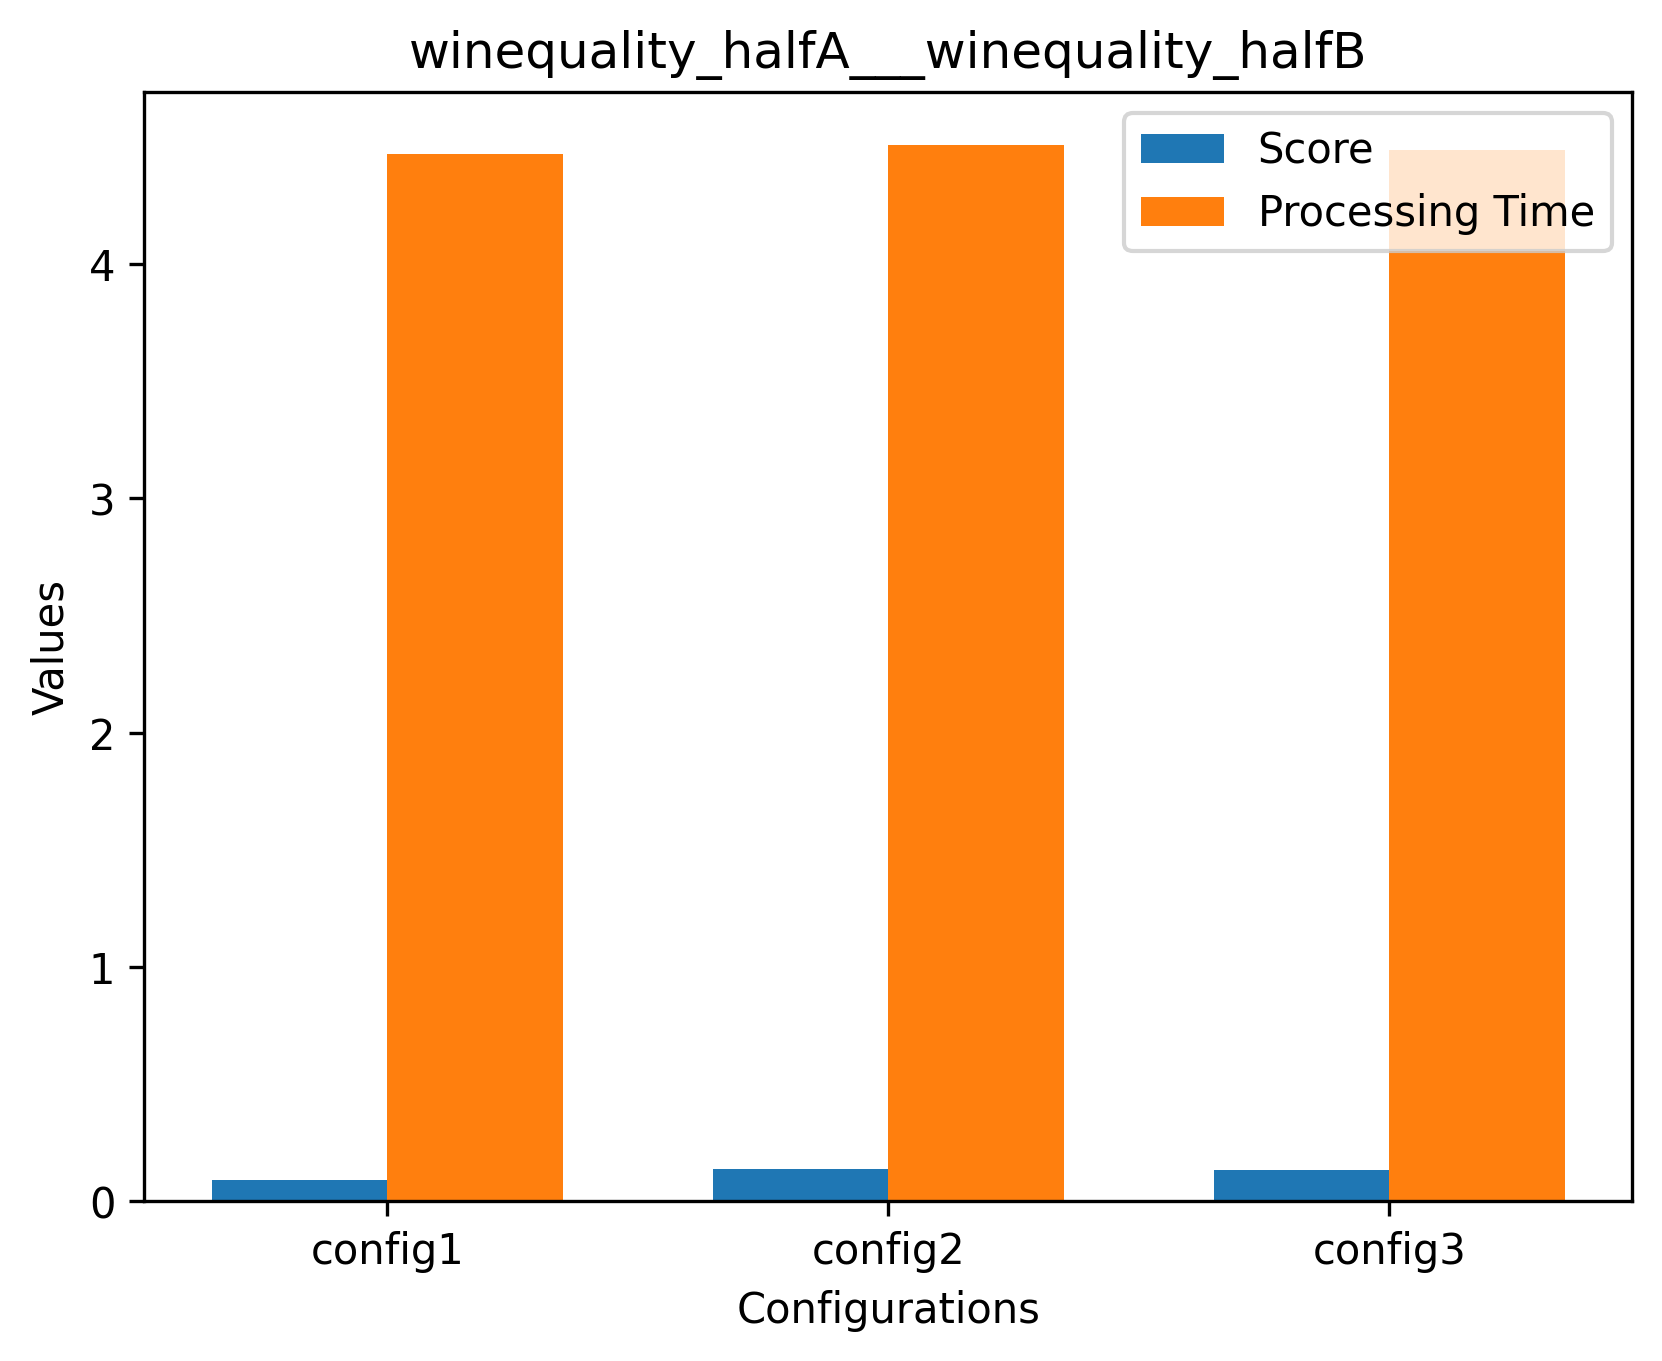 winequality_halfA___winequality_halfB
Score
Processing Time
4
3
2
1
0
Values
config1 config2 config3
Configurations